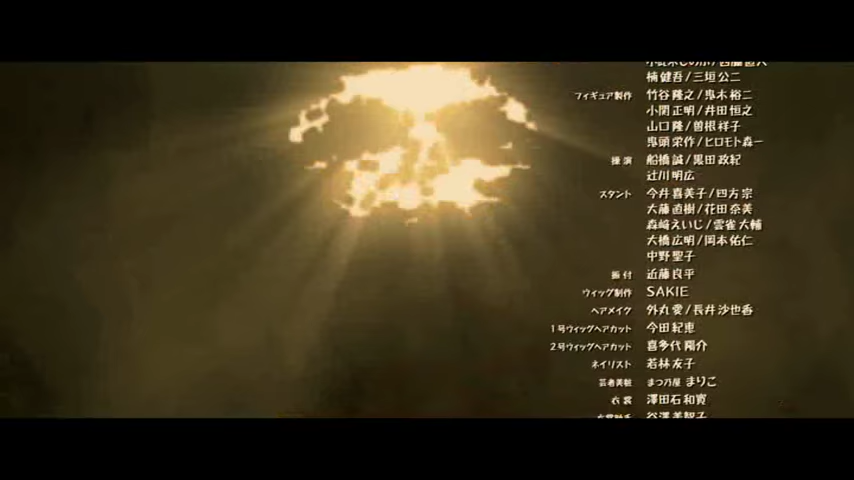 楠健吾/三垣公二
フィギュア製作 竹谷隆之/鬼木裕二
小関正明/井田恒之
山口隆/曽根祥子
鬼頭栄作/ヒロモト森一
操演 船橋誠/黒田政紀
辻川明広
スタント 今井喜美子/四方宗
大藤直樹/花田奈美
森崎えいじ/雲雀大輔
大橋広明/岡本佑仁
中野聖子
振付 近藤良平
ウィッグ制作 SAKIE
ヘアメイク 外丸愛/長井沙也香
1号ウィッグヘアカット 今田紀恵
2号ウィッグヘアカット 喜多代陽介
ネイリスト 若林友子
芸者美粧 まつ乃屋 まりこ
衣裳 澤田石和寛